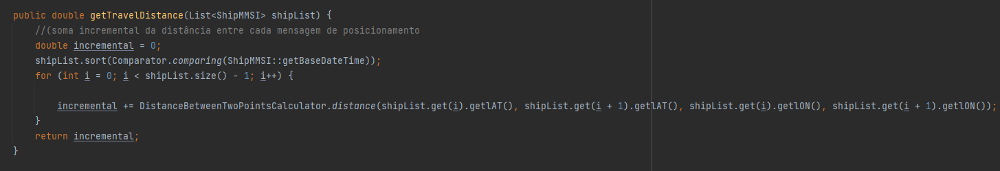 public double getTravelDistance(List<ShipMMSI> shipList) {
//(soma incremental da distância entre cada mensagem de posicionamento
double incremental = 0;
shipList.sort(Comparator.comparing(ShipMMSI::getBaseDateTime));
for (int i = 0; i < shipList.size() - 1; i++) {
incremental += DistanceBetweenTwoPointsCalculator.distance(shipList.get(i).getlAT(), shipList.get(i + 1).getlAT(), shipList.get(i).getlON(), shipList.get(i + 1).getlON());
}
return incremental;
}